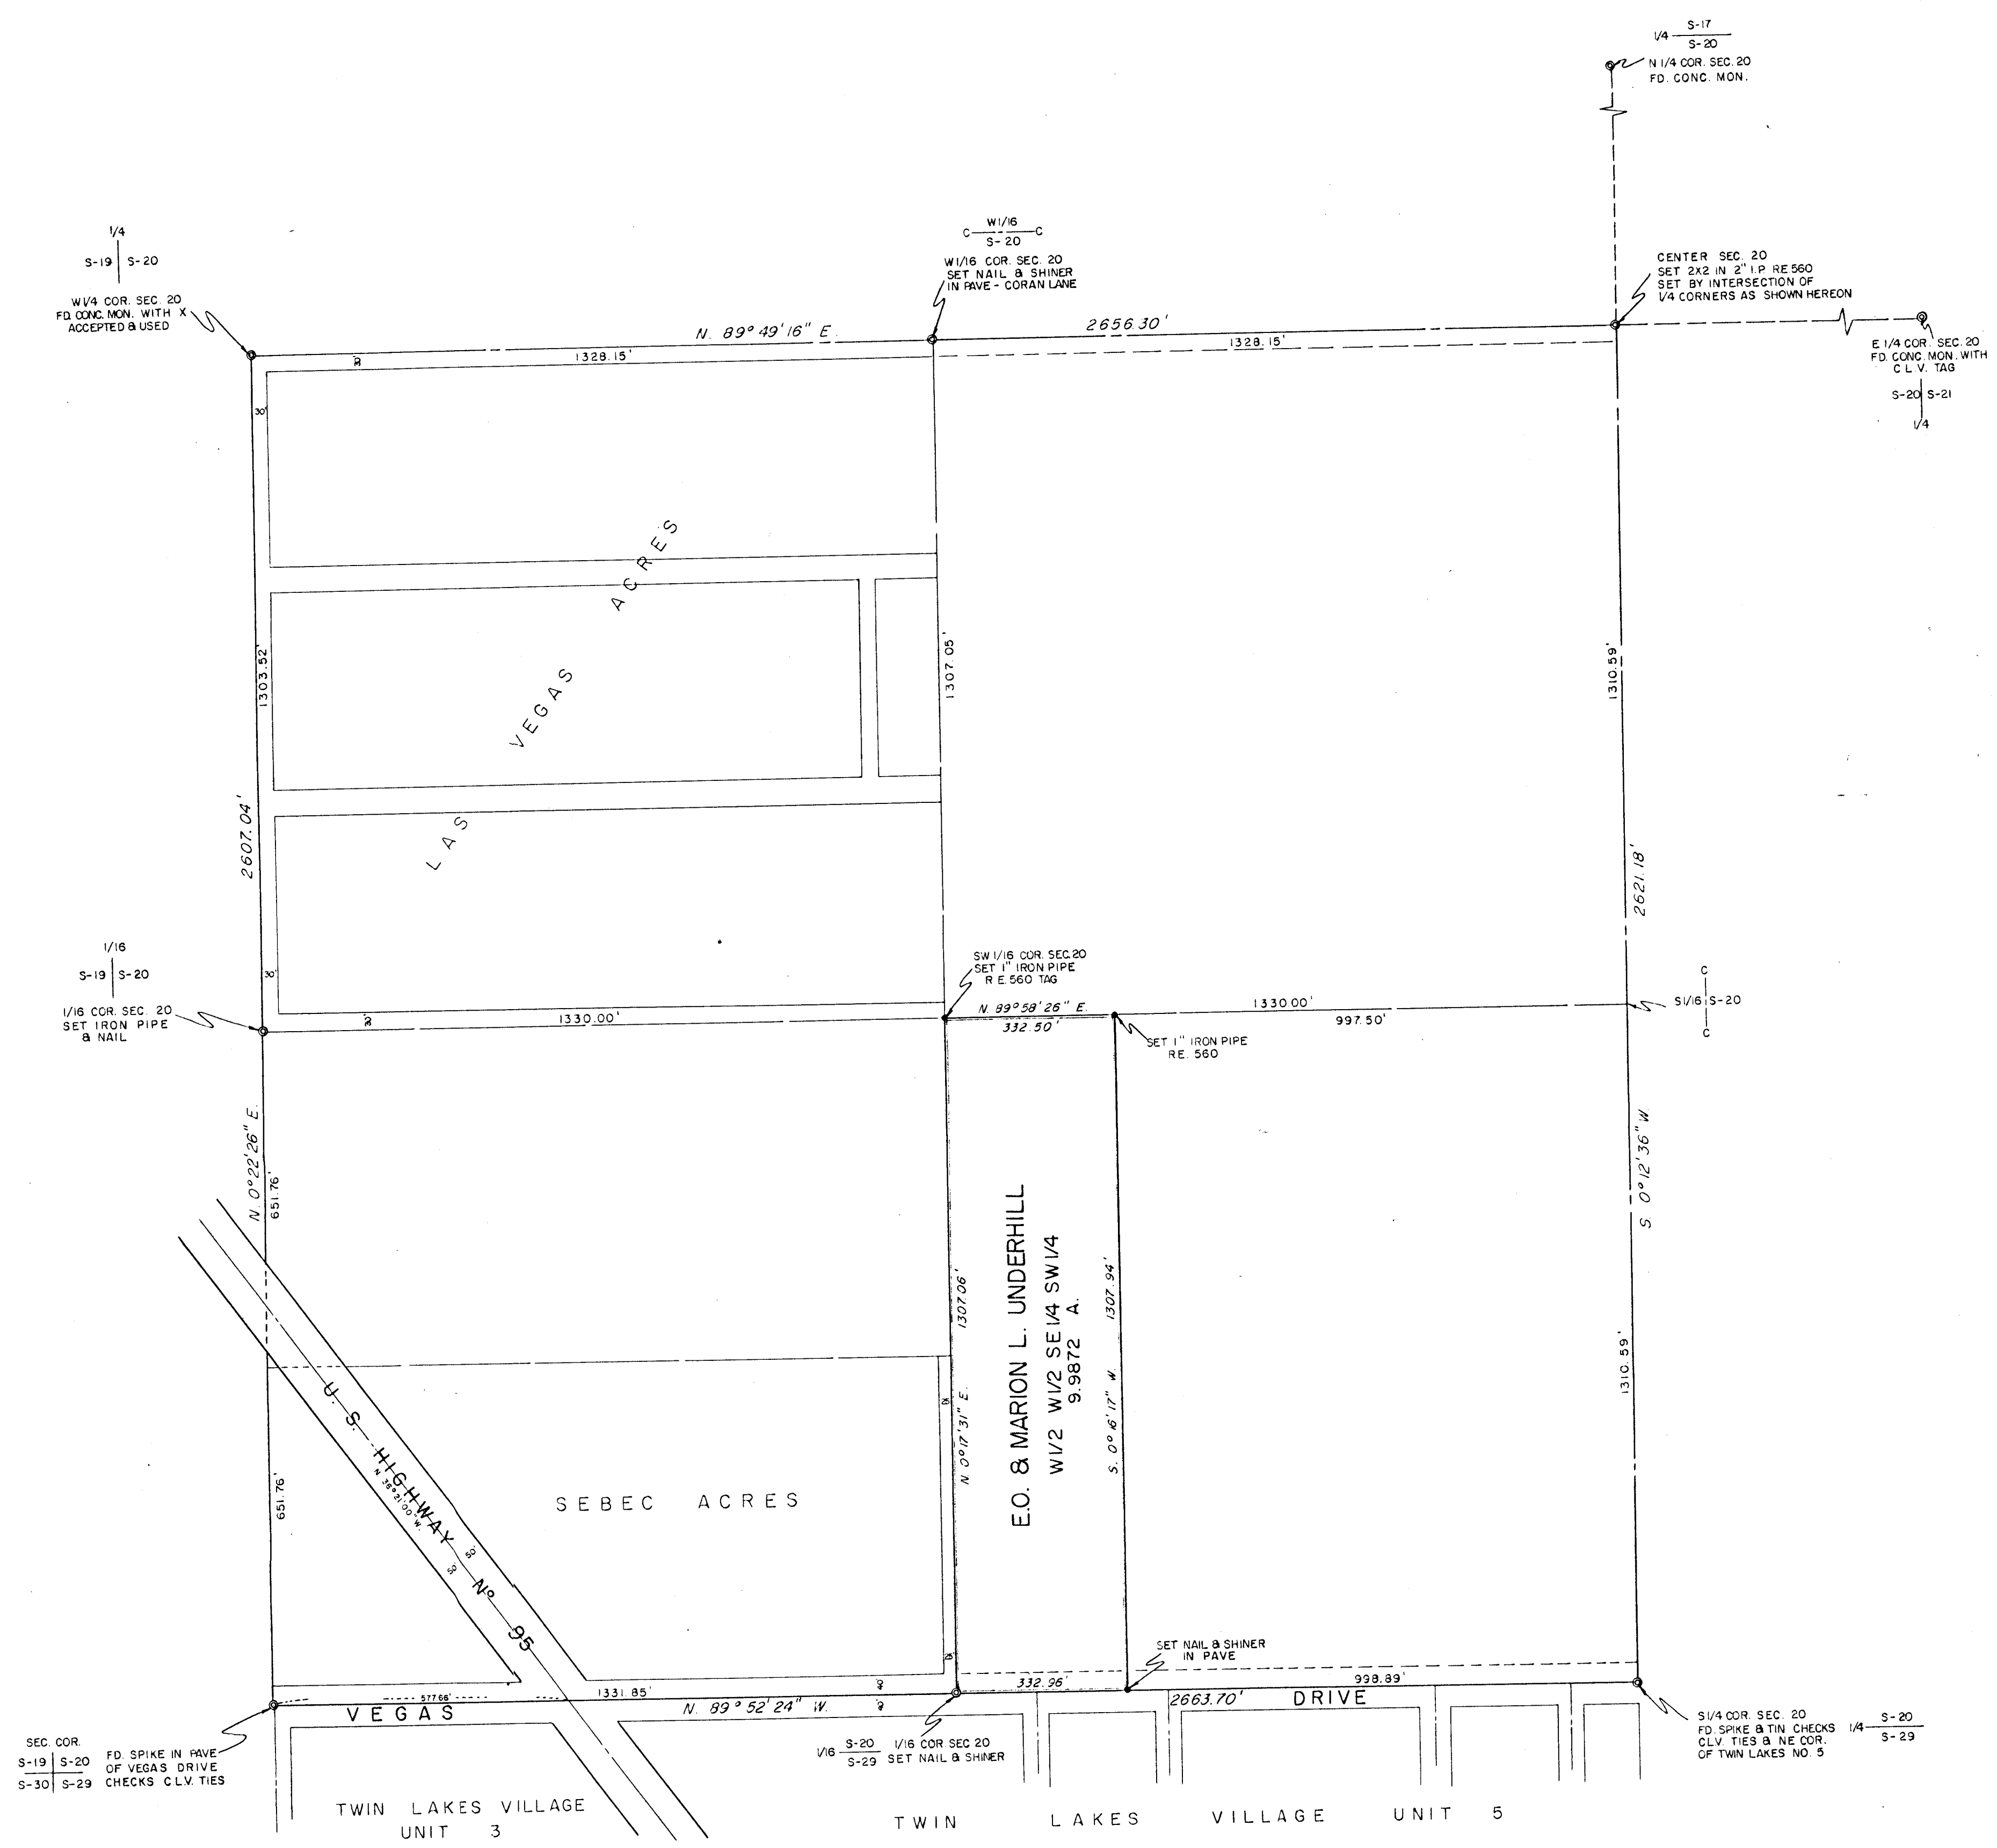 S-17
1/4
S-20
N 1/4 COR. SEC. 20
FD. CONC. MON.
1/4
S-19 S-20
W1/4 COR. SEC. 20
FD. CONC. MON. WITH X
ACCEPTED & USED
W1/16
C C
S-20
W1/16 COR. SEC. 20
SET NAIL & SHINER
IN PAVE - CORAN LANE
CENTER SEC. 20
SET 2X2 IN 2" I.P. RE 560
SET BY INTERSECTION OF
1/4 CORNERS AS SHOWN HEREON
E 1/4 COR. SEC. 20
FD. CONC. MON. WITH
C L.V. TAG
S-20 S-21
1/4
N. 89° 49' 16" E.
2656.30'
1328.15'
1328.15'
30'
LAS VEGAS ACRES
1303.52'
1307.05'
1310.59'
2607.04'
2621.18'
30'
1/16
S-19 S-20
1/16 COR. SEC. 20
SET IRON PIPE
& NAIL
SW 1/16 COR. SEC.20
SET 1" IRON PIPE
R E. 560 TAG
N. 89° 58' 26" E.
332.50'
1330.00'
1330.00'
997.50'
SET 1" IRON PIPE
RE. 560
C
S1/16 S-20
C
N. 0° 22' 26" E.
651.76'
S. 0° 12' 36" W
1310.59'
1307.06'
N. 0° 17' 31" E.
E.O. & MARION L. UNDERHILL
W1/2 W1/2 SE1/4 SW1/4
9.9872 A.
S. 0° 16' 17" W. 1307.94'
U. S. HIGHWAY Nº 95
N 36° 21' 00" W.
50'
50'
651.76'
SEBEC ACRES
25'
SET NAIL & SHINER
IN PAVE
577.66'
1331.85'
332.96'
998.89'
VEGAS
N. 89° 52' 24" W.
2663.70'
DRIVE
SEC. COR.
S-19 S-20
S-30 S-29
FD. SPIKE IN PAVE
OF VEGAS DRIVE
CHECKS C.L.V. TIES
1/16 S-20
S-29
1/16 COR. SEC 20
SET NAIL & SHINER
S1/4 COR. SEC. 20
FD. SPIKE & TIN CHECKS
CLV. TIES & NE COR.
OF TWIN LAKES NO. 5
1/4 S-20
S-29
TWIN LAKES VILLAGE
UNIT 3
TWIN LAKES VILLAGE UNIT 5